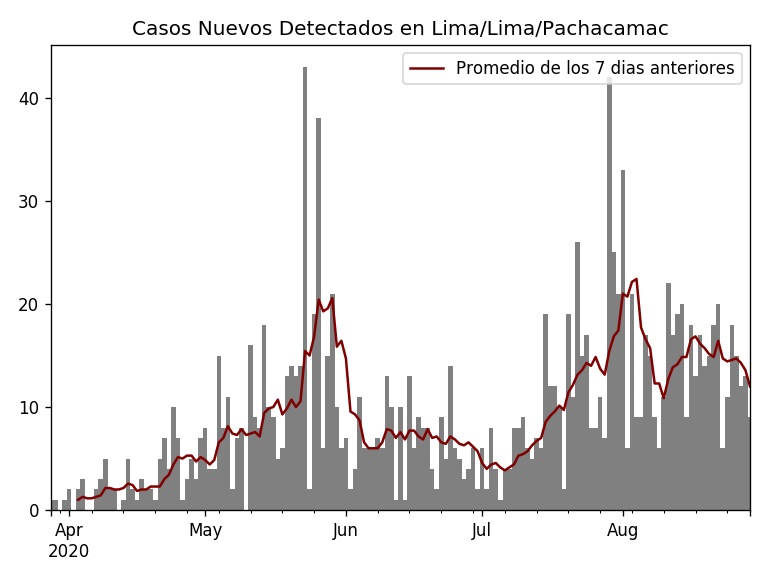 Casos Nuevos Detectados en Lima/Lima/Pachacamac
Promedio de los 7 dias anteriores
40
30
20
10
0
Apr
2020
May
Jun
Jul
Aug